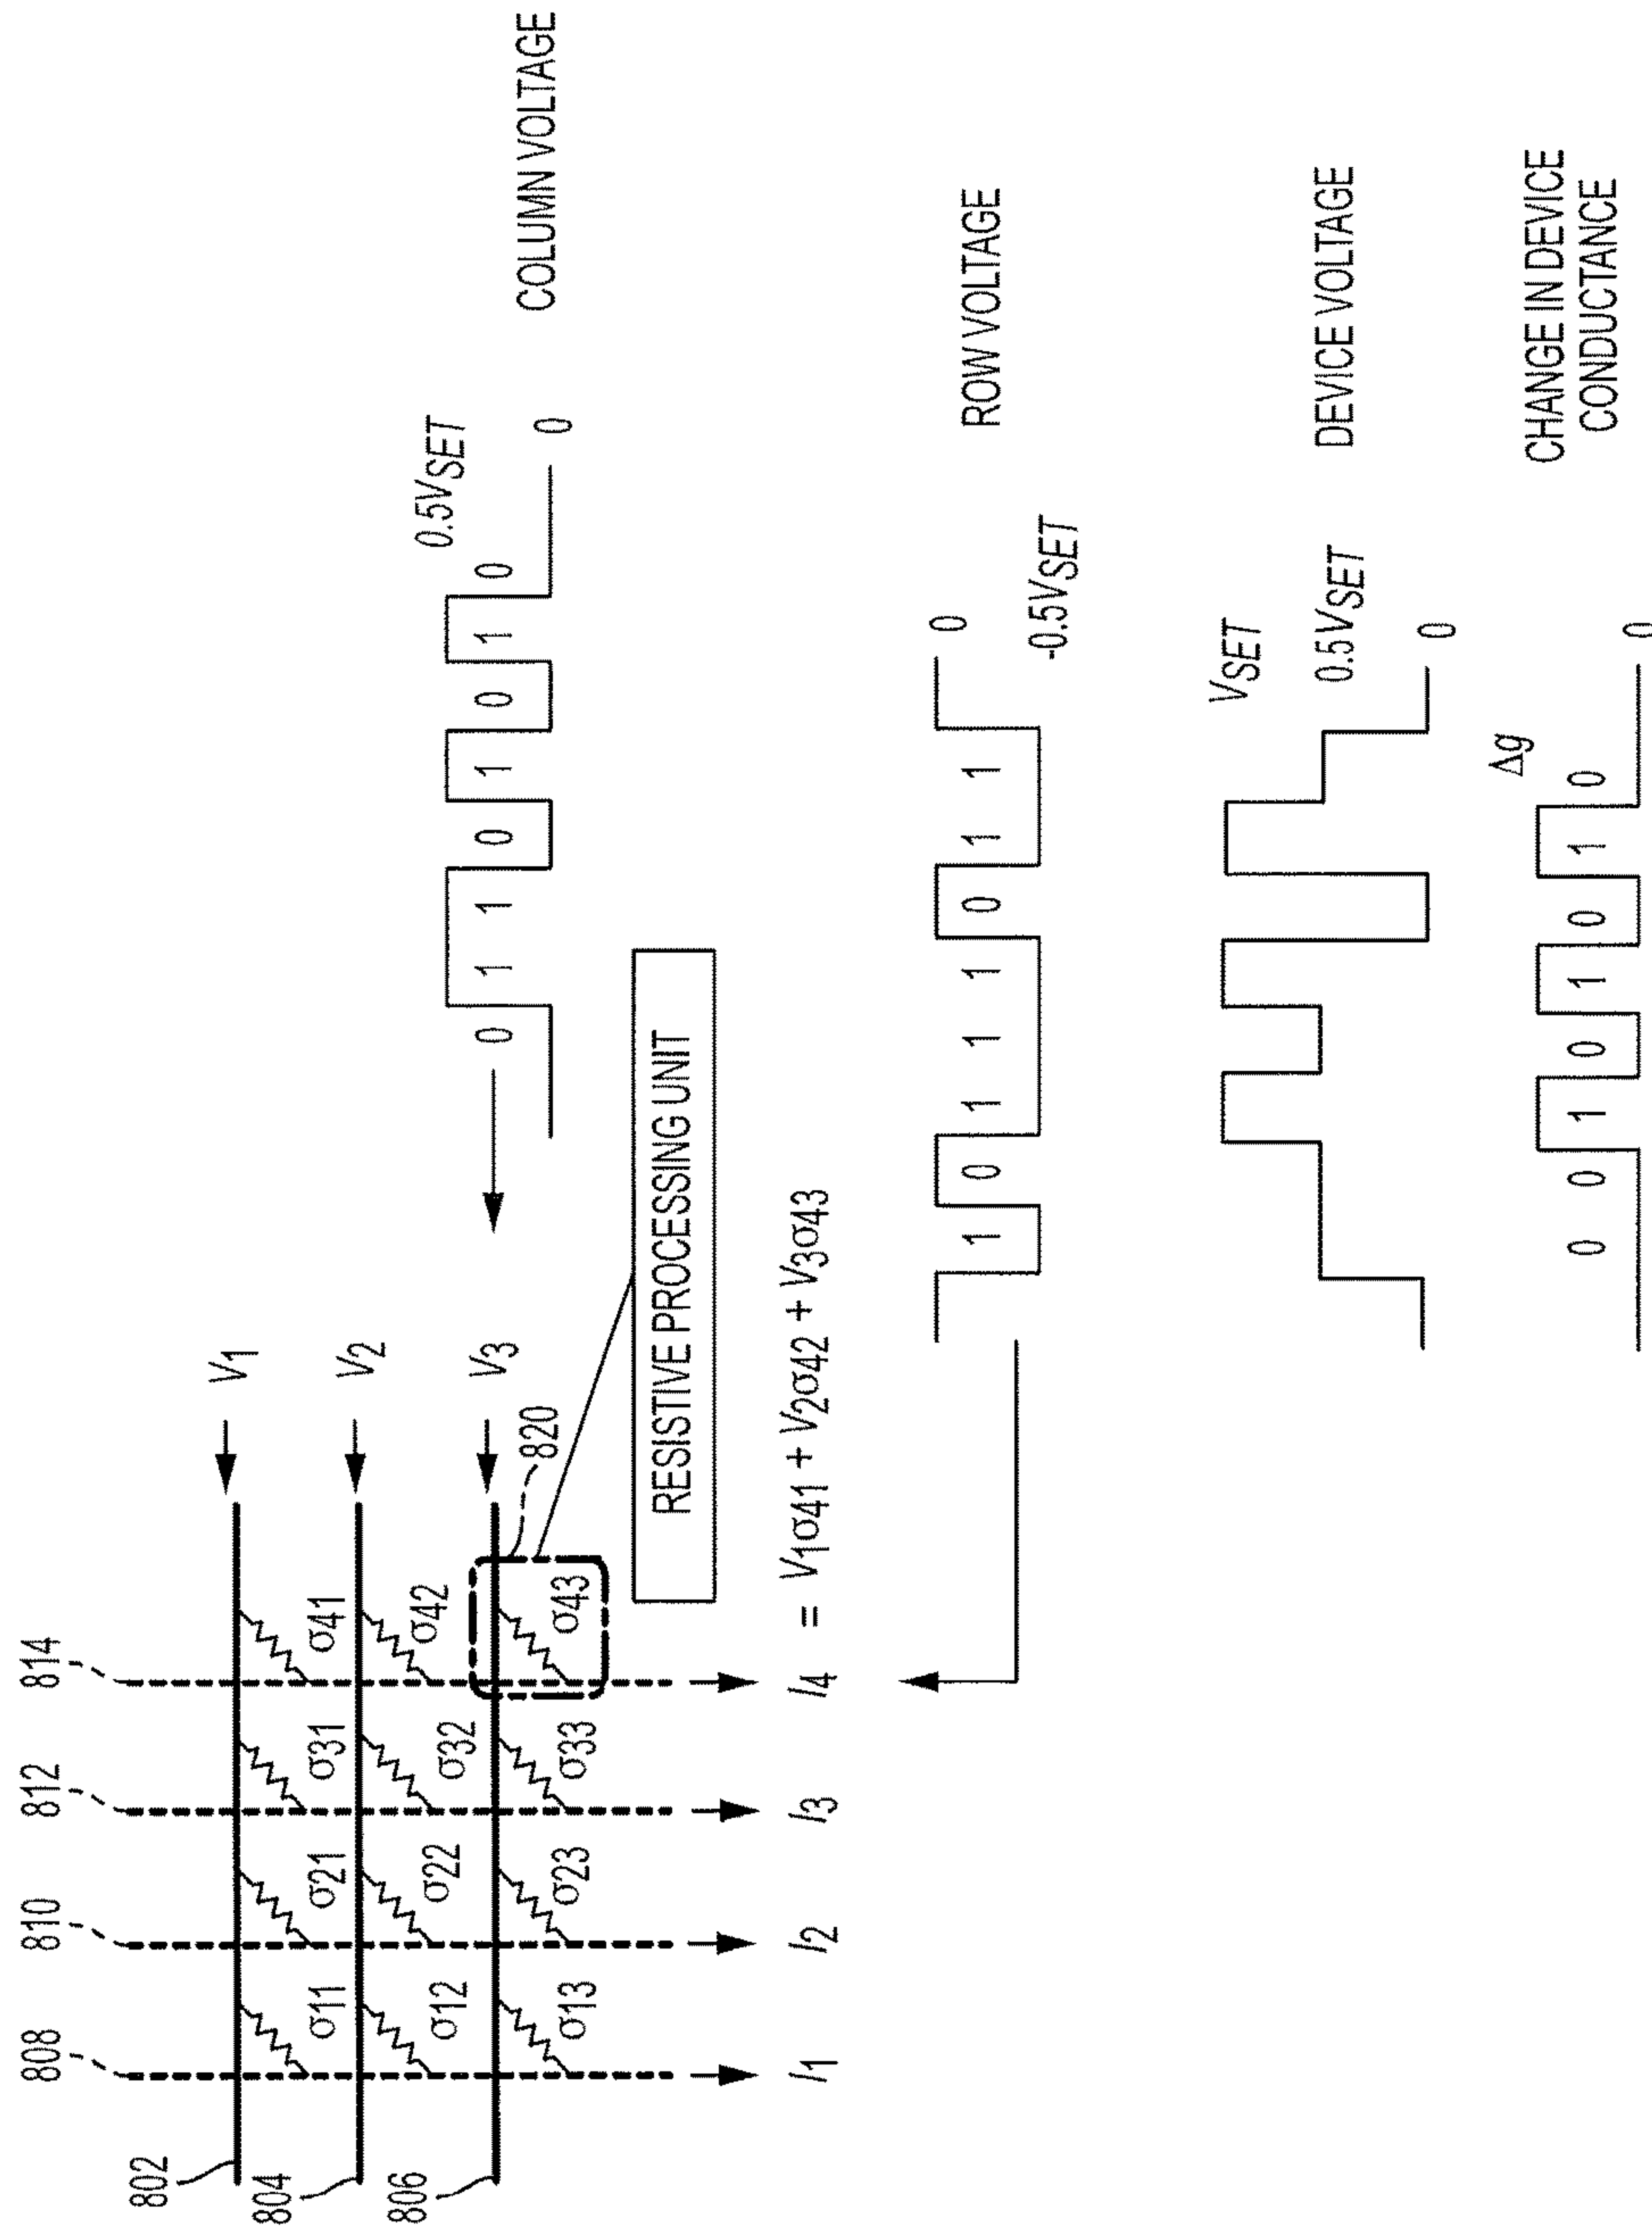 802
804
806
808
810
812
814
σ11
σ21
σ31
σ41
σ12
σ22
σ32
σ42
σ13
σ23
σ33
σ43
V1
V2
V3
820
RESISTIVE PROCESSING UNIT
I1
I2
I3
I4 = V1σ41 + V2σ42 + V3σ43
0 1 1 0 1 0 1 0
0.5VSET
0
COLUMN VOLTAGE
1 0 1 1 1 0 1 1
0
-0.5VSET
ROW VOLTAGE
VSET
0.5VSET
0
DEVICE VOLTAGE
0 0 1 0 1 0 1 0
Δg
0
CHANGE IN DEVICE
CONDUCTANCE